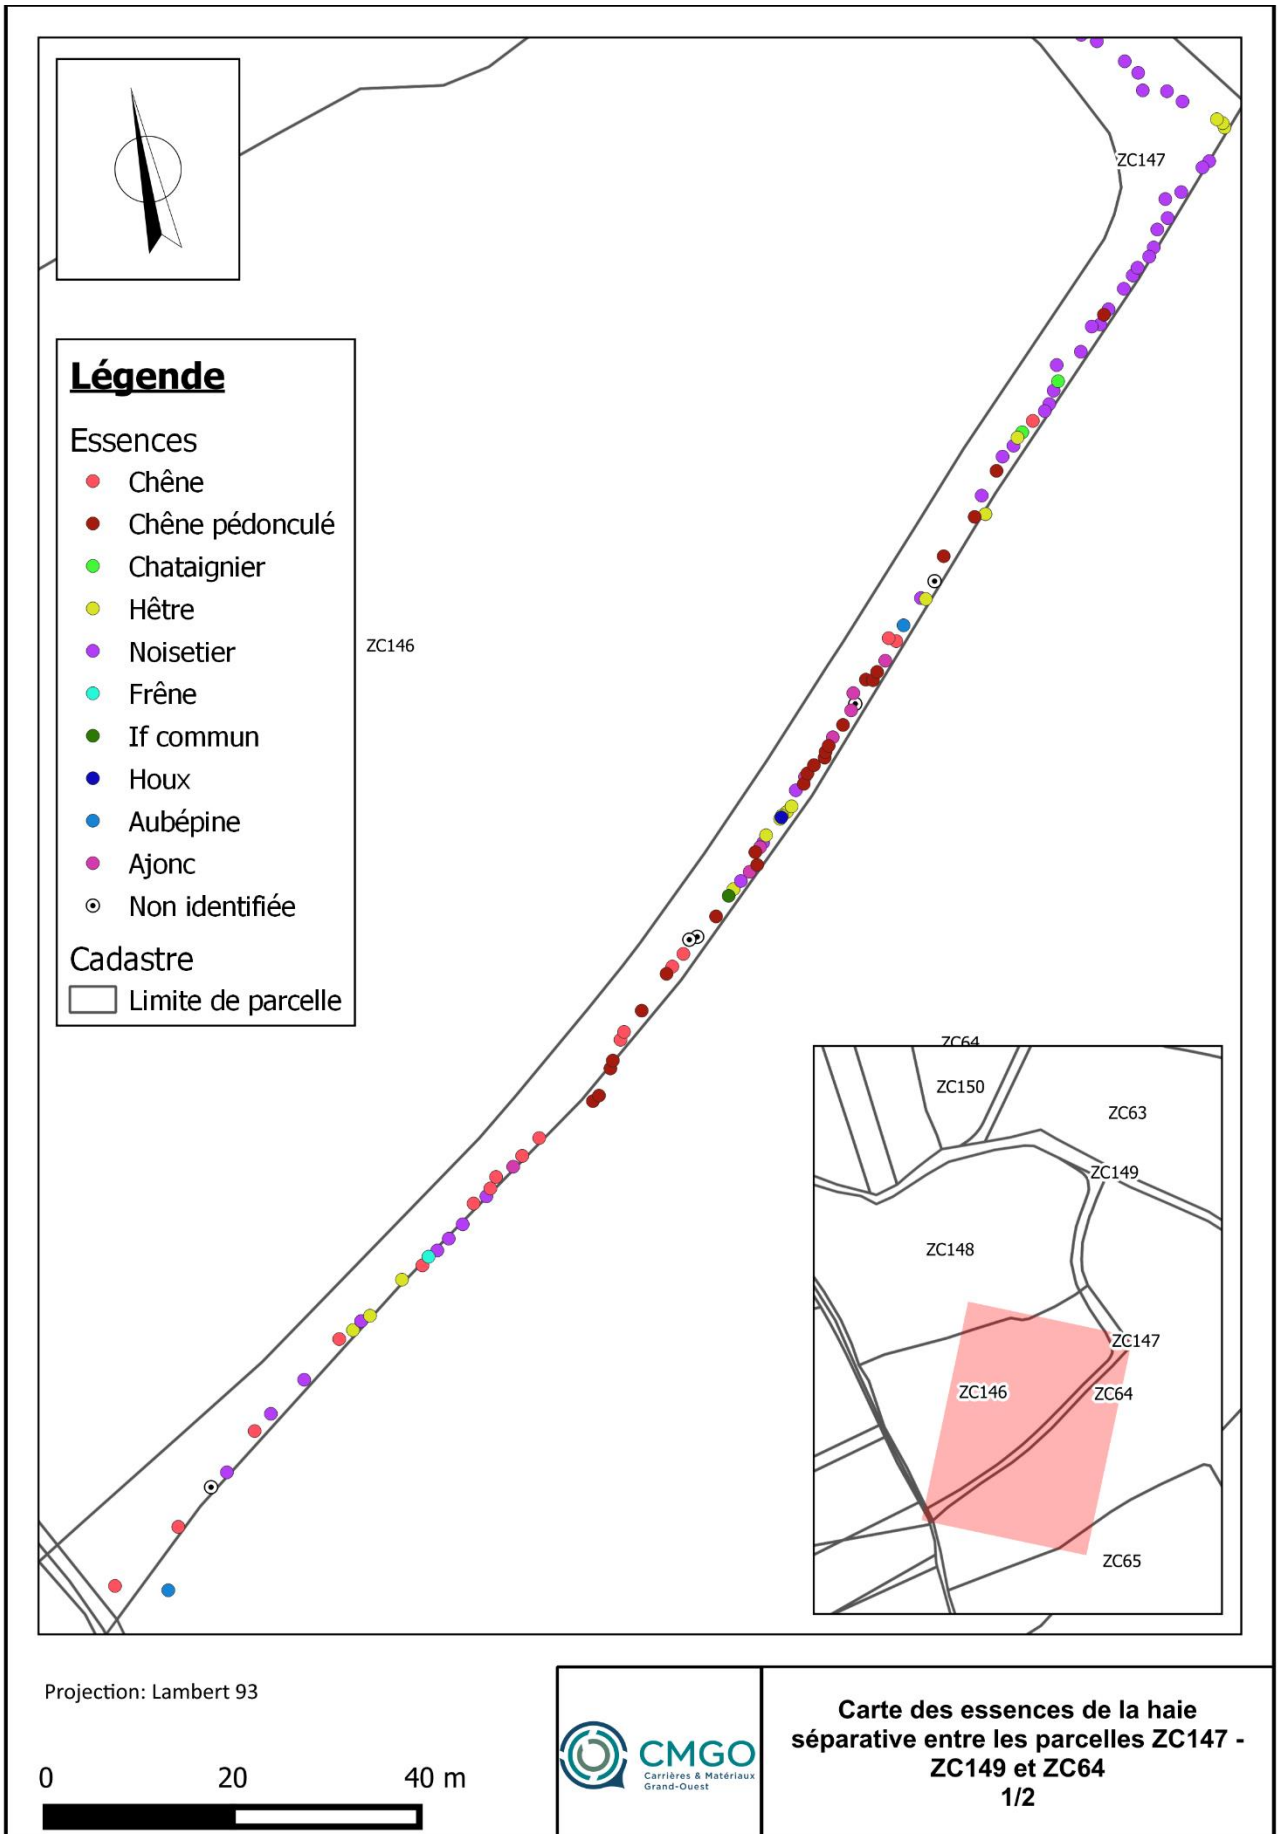 ZC147
Légende
Essences
Chêne
Chêne pédonculé
Chataignier
Hêtre
Noisetier
Frêne
If commun
Houx
Aubépine
Ajonc
Non identifiée
Cadastre
Limite de parcelle
ZC146
ZC64
ZC150
ZC63
ZC149
ZC148
ZC147
ZC146
ZC64
ZC65
Projection: Lambert 93
0 20 40 m
CMGO
Carrières & Matériaux
Grand-Ouest
Carte des essences de la haie
séparative entre les parcelles ZC147 -
ZC149 et ZC64
1/2